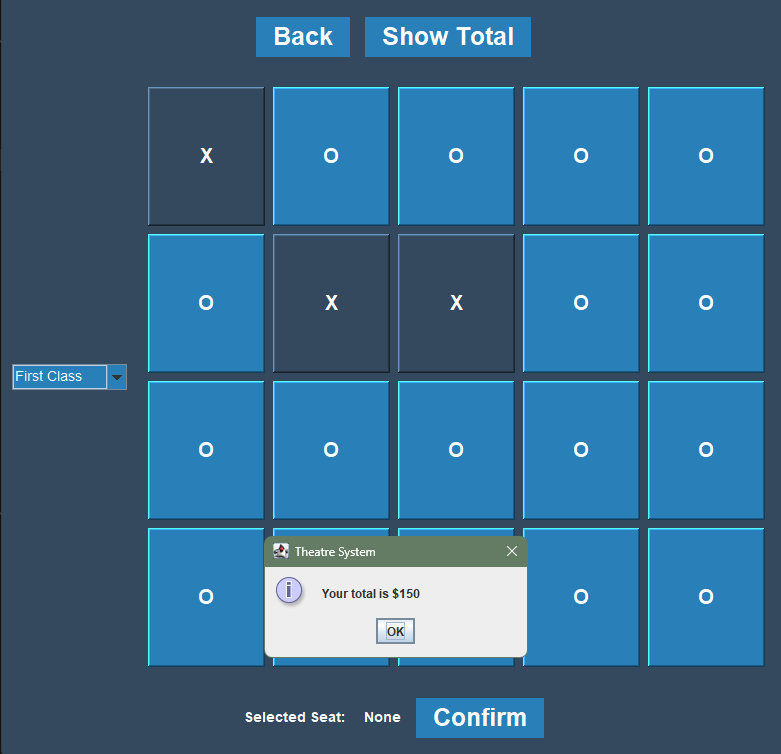 Back Show Total
X O O O O
O X X O O
First Class
O O O O O
Theatre System
O O O
i Your total is $150
OK
Selected Seat: None Confirm